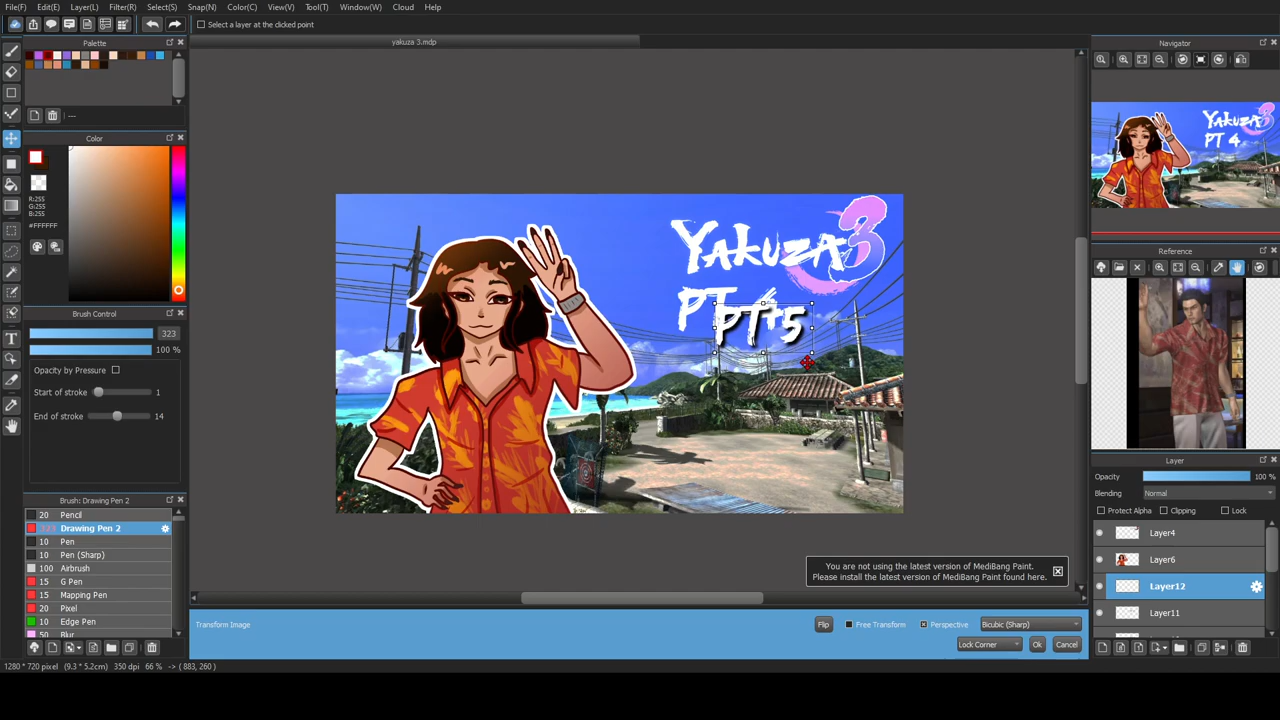 File(F) Edit(E) Layer(L) Filter(R) Select(S) Snap(N) Color(C) View(V) Tool(T) Window(W) Cloud Help
Select a layer at the clicked point
Palette
yakuza 3.mdp
Navigator
---
Color
R:255
G:255
B:255
#FFFFFF
Brush Control
323
100 %
Opacity by Pressure
Start of stroke 1
End of stroke 14
Brush: Drawing Pen 2
20 Pencil
323 Drawing Pen 2
10 Pen
10 Pen (Sharp)
100 Airbrush
15 G Pen
15 Mapping Pen
20 Pixel
10 Edge Pen
50 Blur
Yakuza 3
PT
PT 5
Yakuza 3
PT 4
Reference
Layer
Opacity 100 %
Blending Normal
Protect Alpha Clipping Lock
Layer4
Layer6
Layer12
Layer11
You are not using the latest version of MediBang Paint.
Please install the latest version of MediBang Paint found here.
Transform Image
Flip Free Transform Perspective Bicubic (Sharp)
Lock Corner Ok Cancel
1280 * 720 pixel (9.3 * 5.2cm) 350 dpi 66 % -> ( 883, 260 )